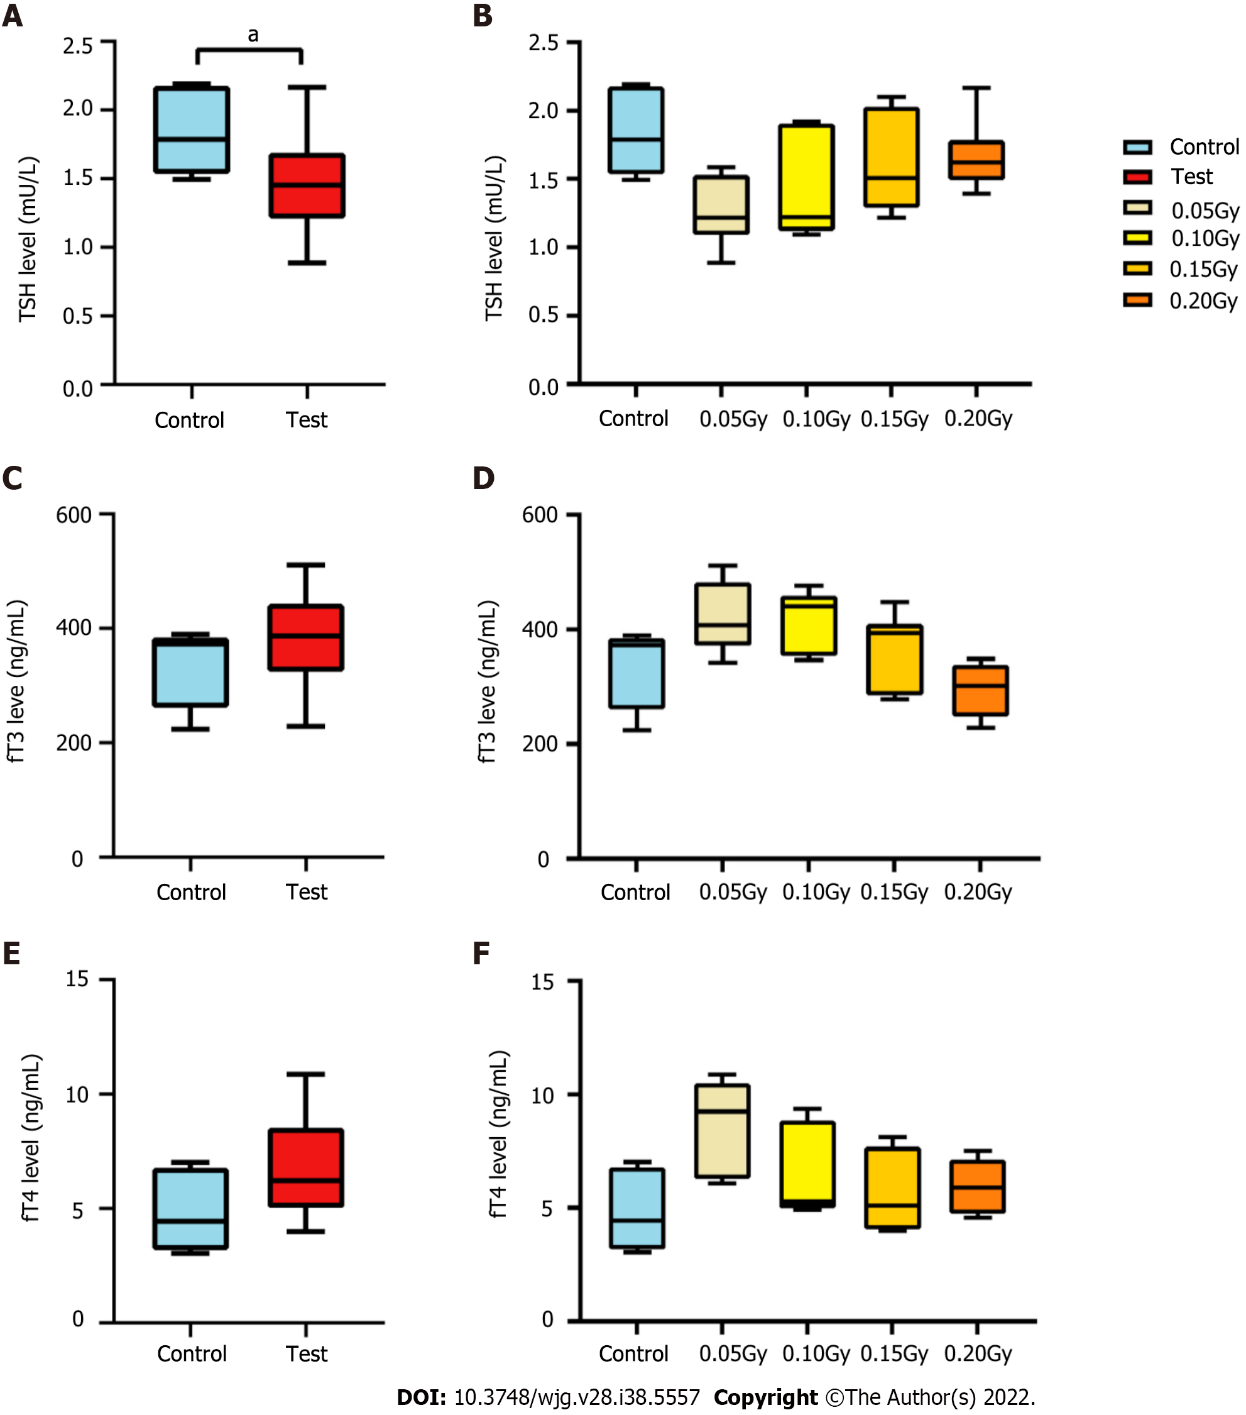 A
2.5
2.0
1.5
1.0
0.5
0.0
TSH level (mU/L)
a
Control
Test
B
2.5
2.0
1.5
1.0
0.5
0.0
TSH level (mU/L)
Control
0.05Gy
0.10Gy
0.15Gy
0.20Gy
Control
Test
0.05Gy
0.10Gy
0.15Gy
0.20Gy
C
600
400
200
0
fT3 leve (ng/mL)
Control
Test
D
600
400
200
0
fT3 leve (ng/mL)
Control
0.05Gy
0.10Gy
0.15Gy
0.20Gy
E
15
10
5
0
fT4 level (ng/mL)
Control
Test
F
15
10
5
0
fT4 level (ng/mL)
Control
0.05Gy
0.10Gy
0.15Gy
0.20Gy
DOI: 10.3748/wjg.v28.i38.5557 Copyright ©The Author(s) 2022.